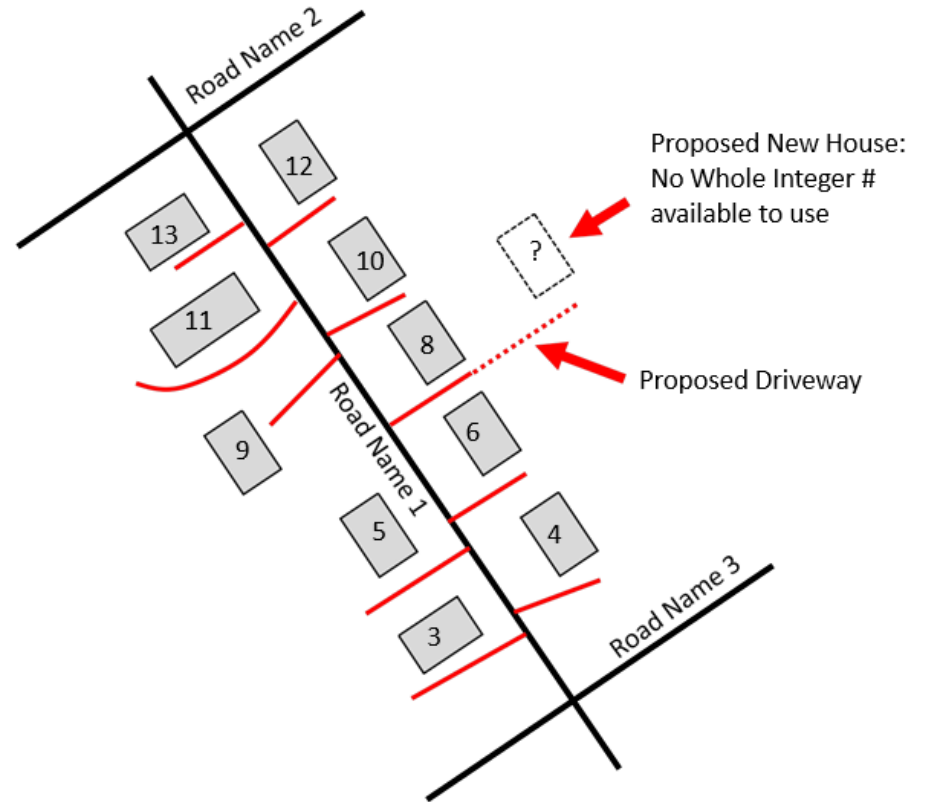 Road Name 2
12
Proposed New House:
No Whole Integer #
available to use
13
10
?
11
8
Proposed Driveway
Road Name 1
9
6
5
4
3
Road Name 3